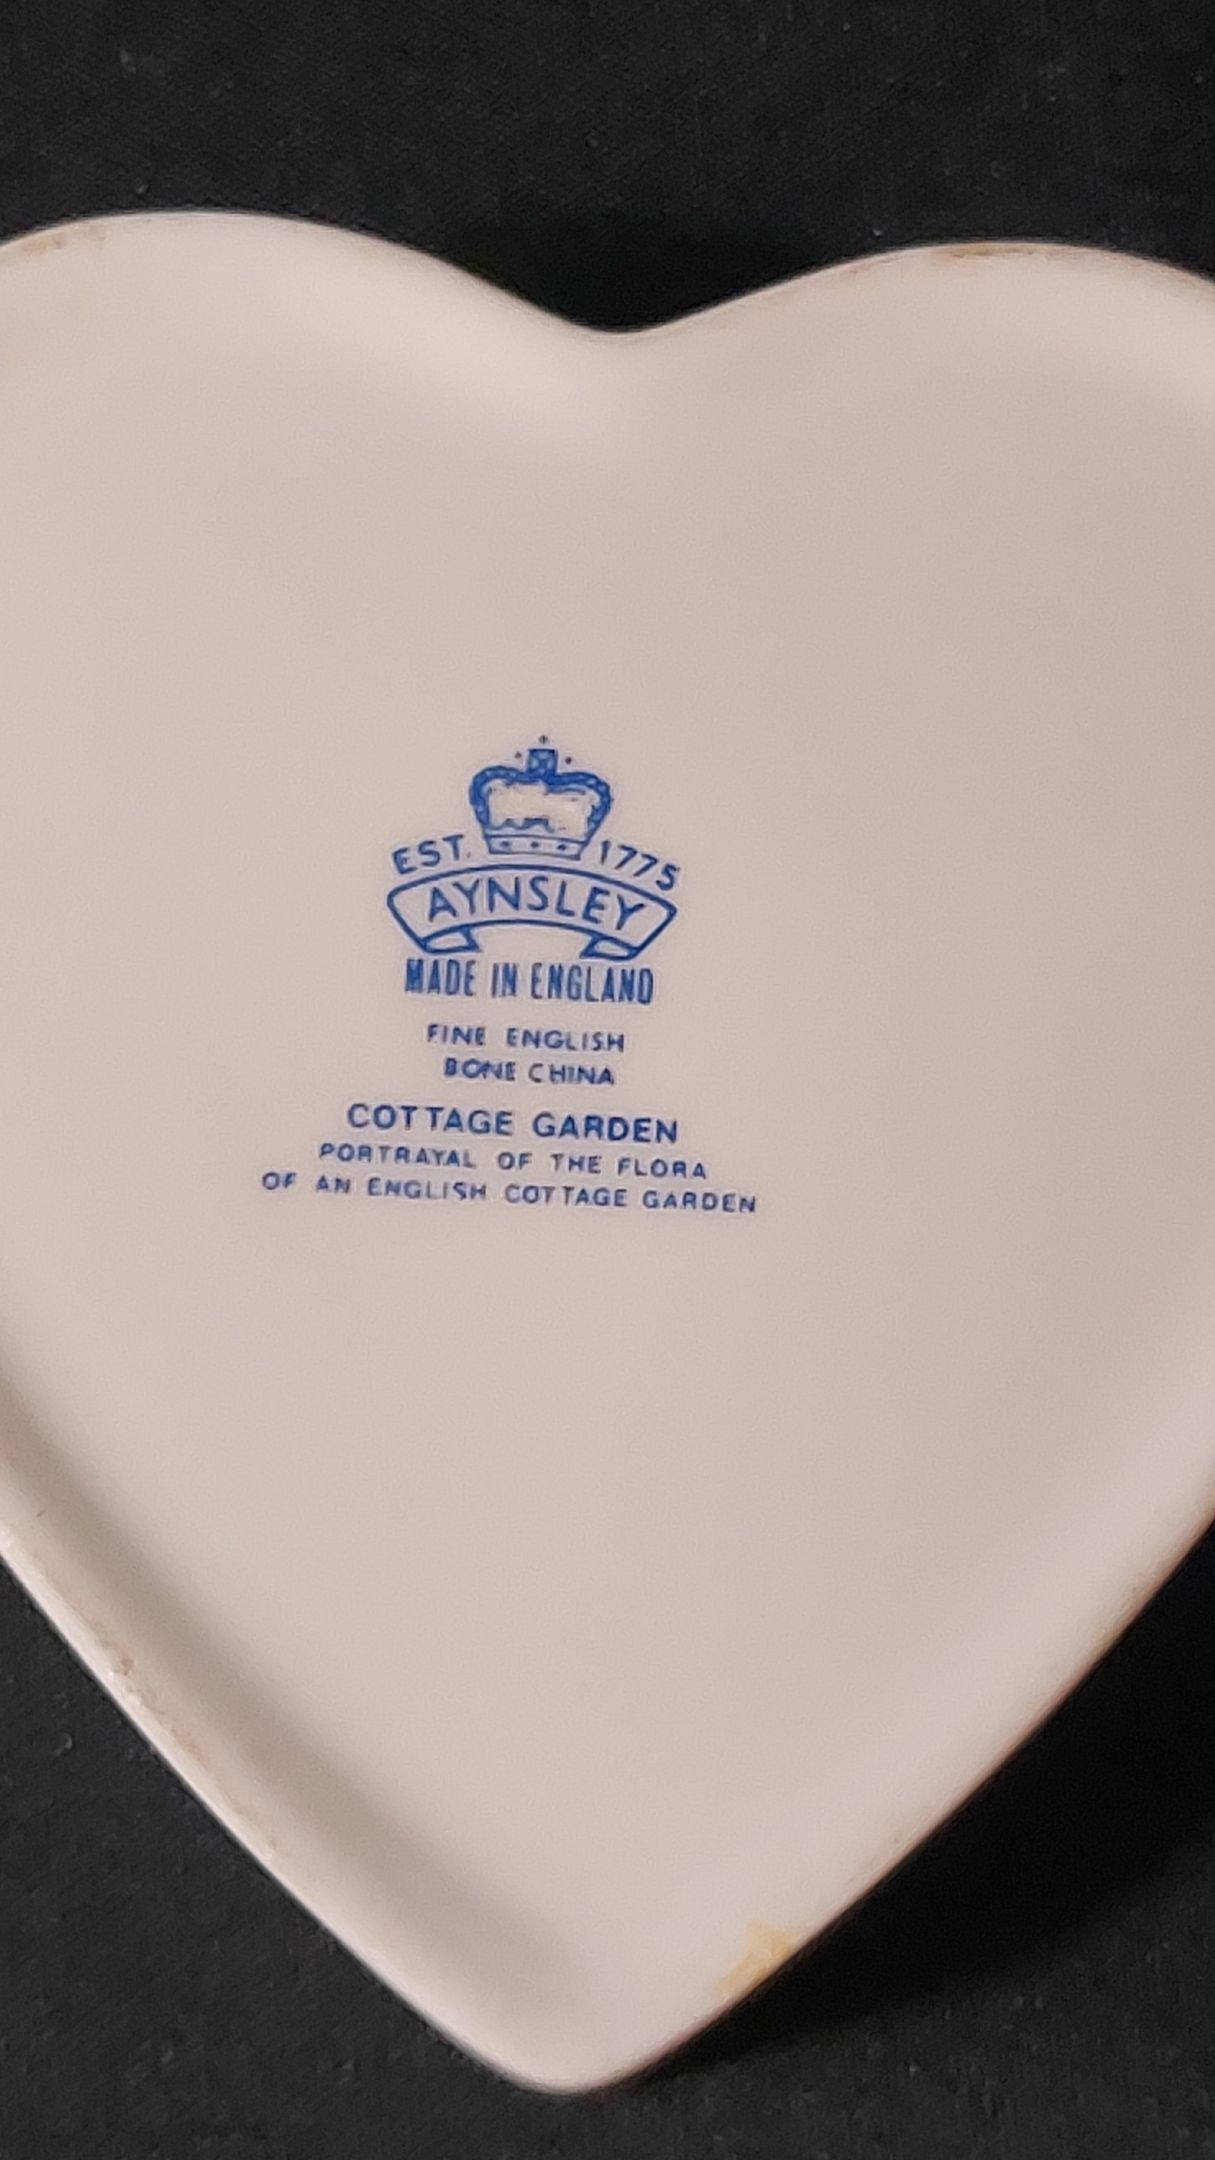 EST. 1775
AYNSLEY
MADE IN ENGLAND
FINE ENGLISH
BONE CHINA
COTTAGE GARDEN
PORTRAYAL OF THE FLORA
OF AN ENGLISH COTTAGE GARDEN